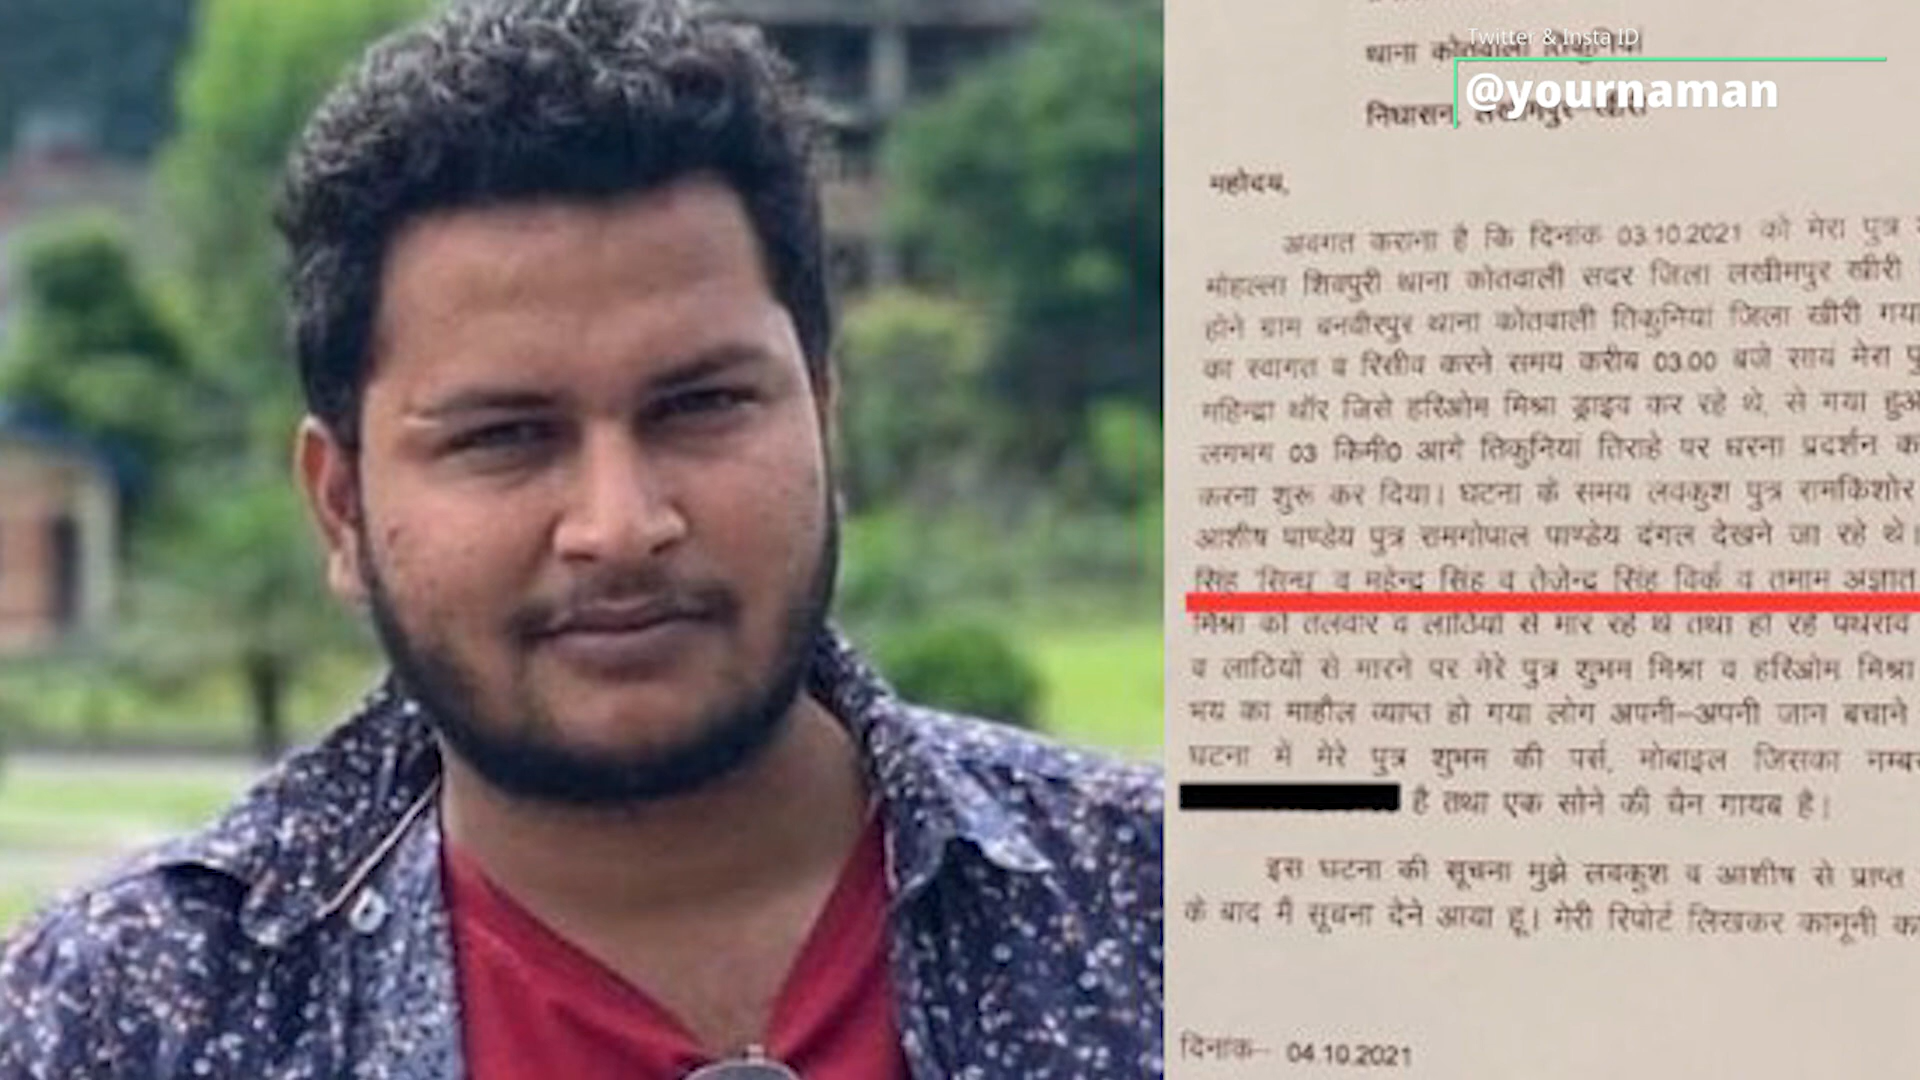 Twitter & Insta ID
थाना कोतवाली
@yournaman
निघासन, लखीमपुर-खीरी
महोदय,
अवगत कराना है कि दिनांक 03.10.2021 को मेरा पुत्र
मोहल्ला शिवपुरी थाना कोतवाली सदर जिला लखीमपुर खीरी
होने ग्राम बनवीरपुर थाना कोतवाली तिकुनियां जिला खीरी गया
का स्वागत व रिसीव करने समय करीब 03.00 बजे सायं मेरा
महिन्द्रा थॉर जिसे हरिओम मिश्रा ड्राइव कर रहे थे, से गया
लगभग 03 किमी0 आगे तिकुनियां तिराहे पर धरना प्रदर्शन
करना शुरू कर दिया। घटना के समय लवकुश पुत्र रामकिशोर
आशीष पाण्डेय पुत्र रामगोपाल पाण्डेय दंगल देखने जा रहे थे।
सिंह व महेन्द्र सिंह व तेजेन्द्र सिंह विर्क व तमाम अज्ञात
मिश्रा को तलवार व लाठियों से मार रहे थे तथा हो रहे पथराव
व लाठियों से मारने पर मेरे पुत्र शुभम मिश्रा व हरिओम मिश्रा
भय का माहौल व्याप्त हो गया लोग अपनी-अपनी जान बचाने
घटना में मेरे पुत्र शुभम की पर्स, मोबाइल जिसका नम्बर
है तथा एक सोने की चैन गायब है।
इस घटना की सूचना मुझे लवकुश व आशीष से प्राप्त
के बाद मैं सूचना देने आया हू। मेरी रिपोर्ट लिखकर कानूनी
दिनांक- 04.10.2021